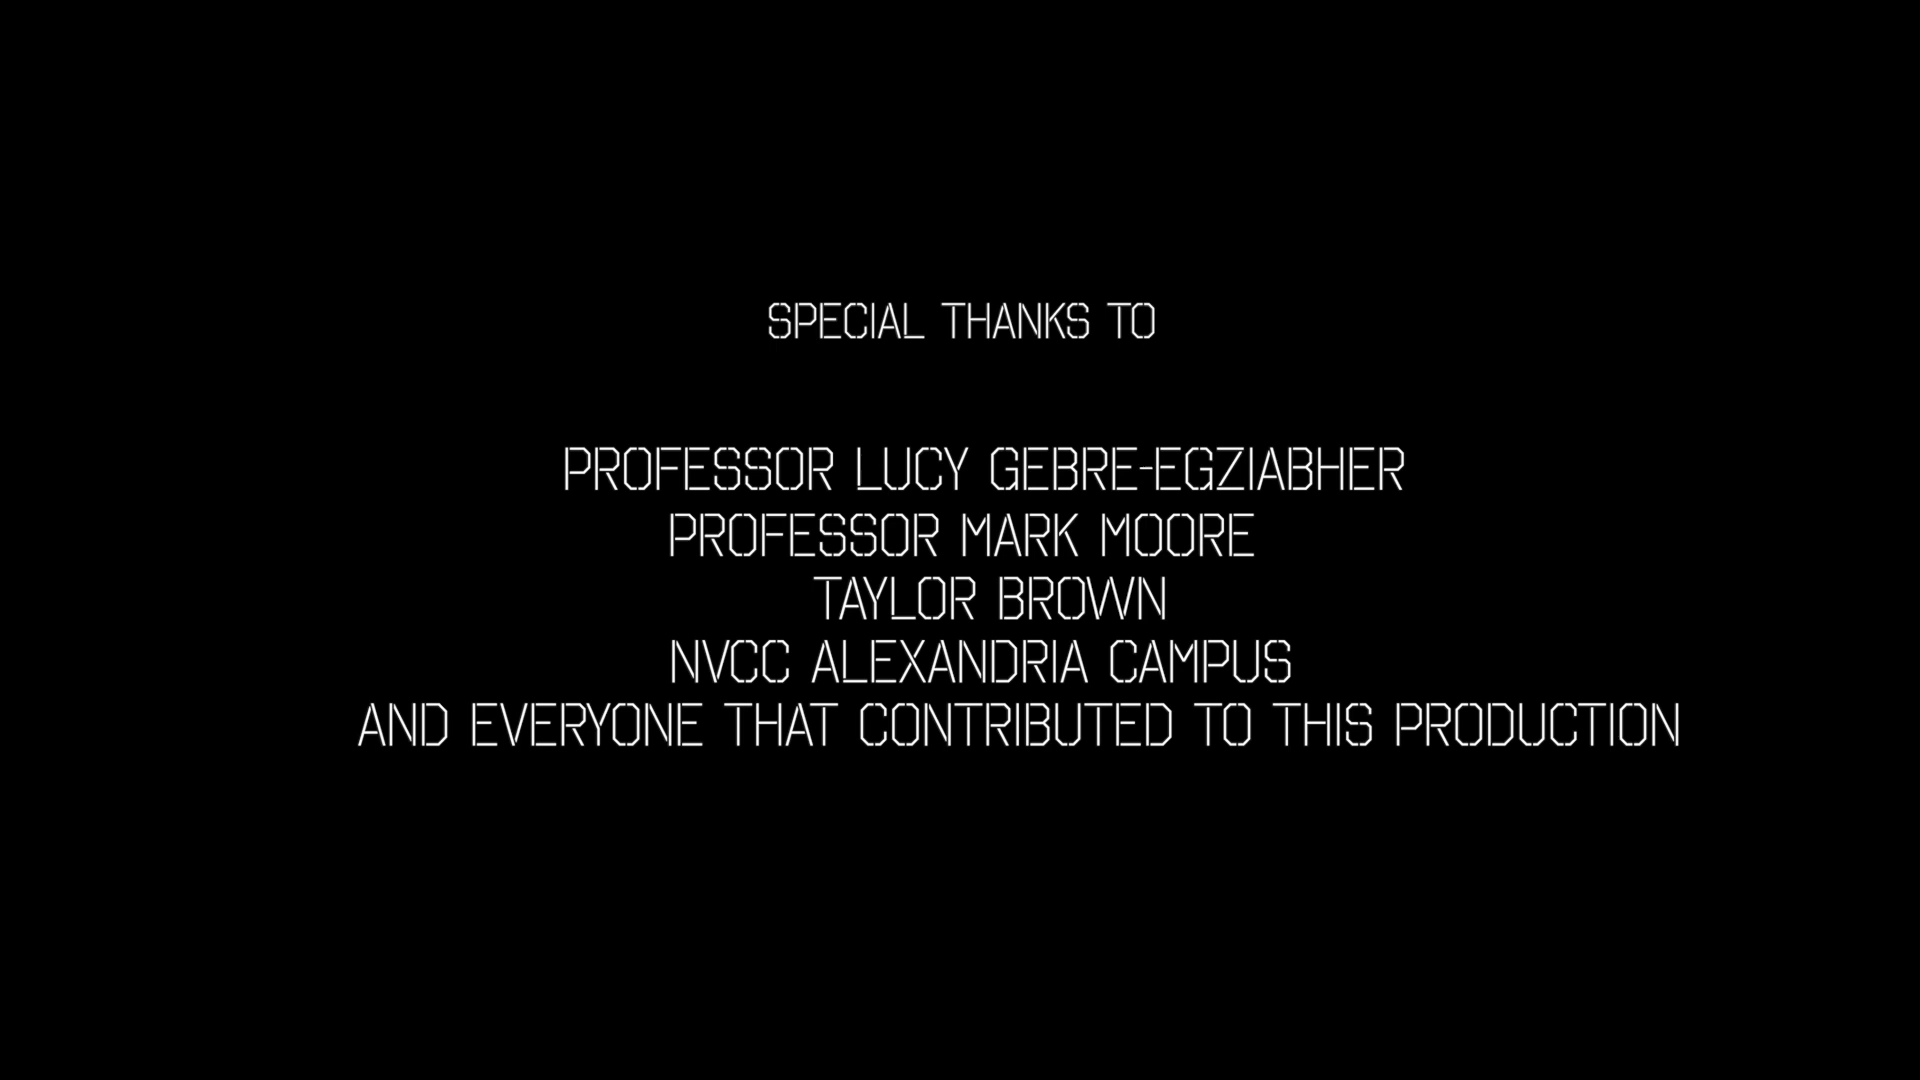 SPECIAL THANKS TO
PROFESSOR LUCY GEBRE-EGZIABHER
PROFESSOR MARK MOORE
TAYLOR BROWN
NVCC ALEXANDRIA CAMPUS
AND EVERYONE THAT CONTRIBUTED TO THIS PRODUCTION